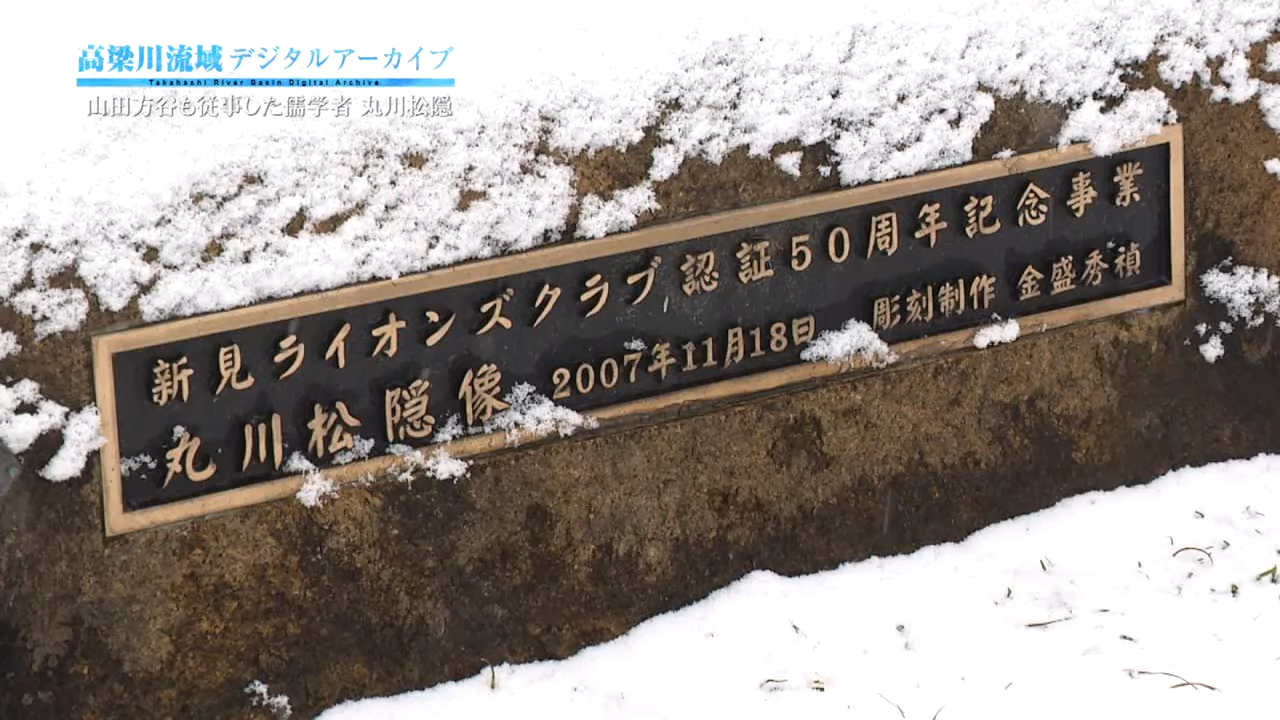 高梁川流域デジタルアーカイブ
Takahashi River Basin Digital Archive
山田方谷も従事した儒学者 丸川松隠
新見ライオンズクラブ認証50周年記念事業
丸川松隠像 2007年11月18日 彫刻制作 金盛秀禎